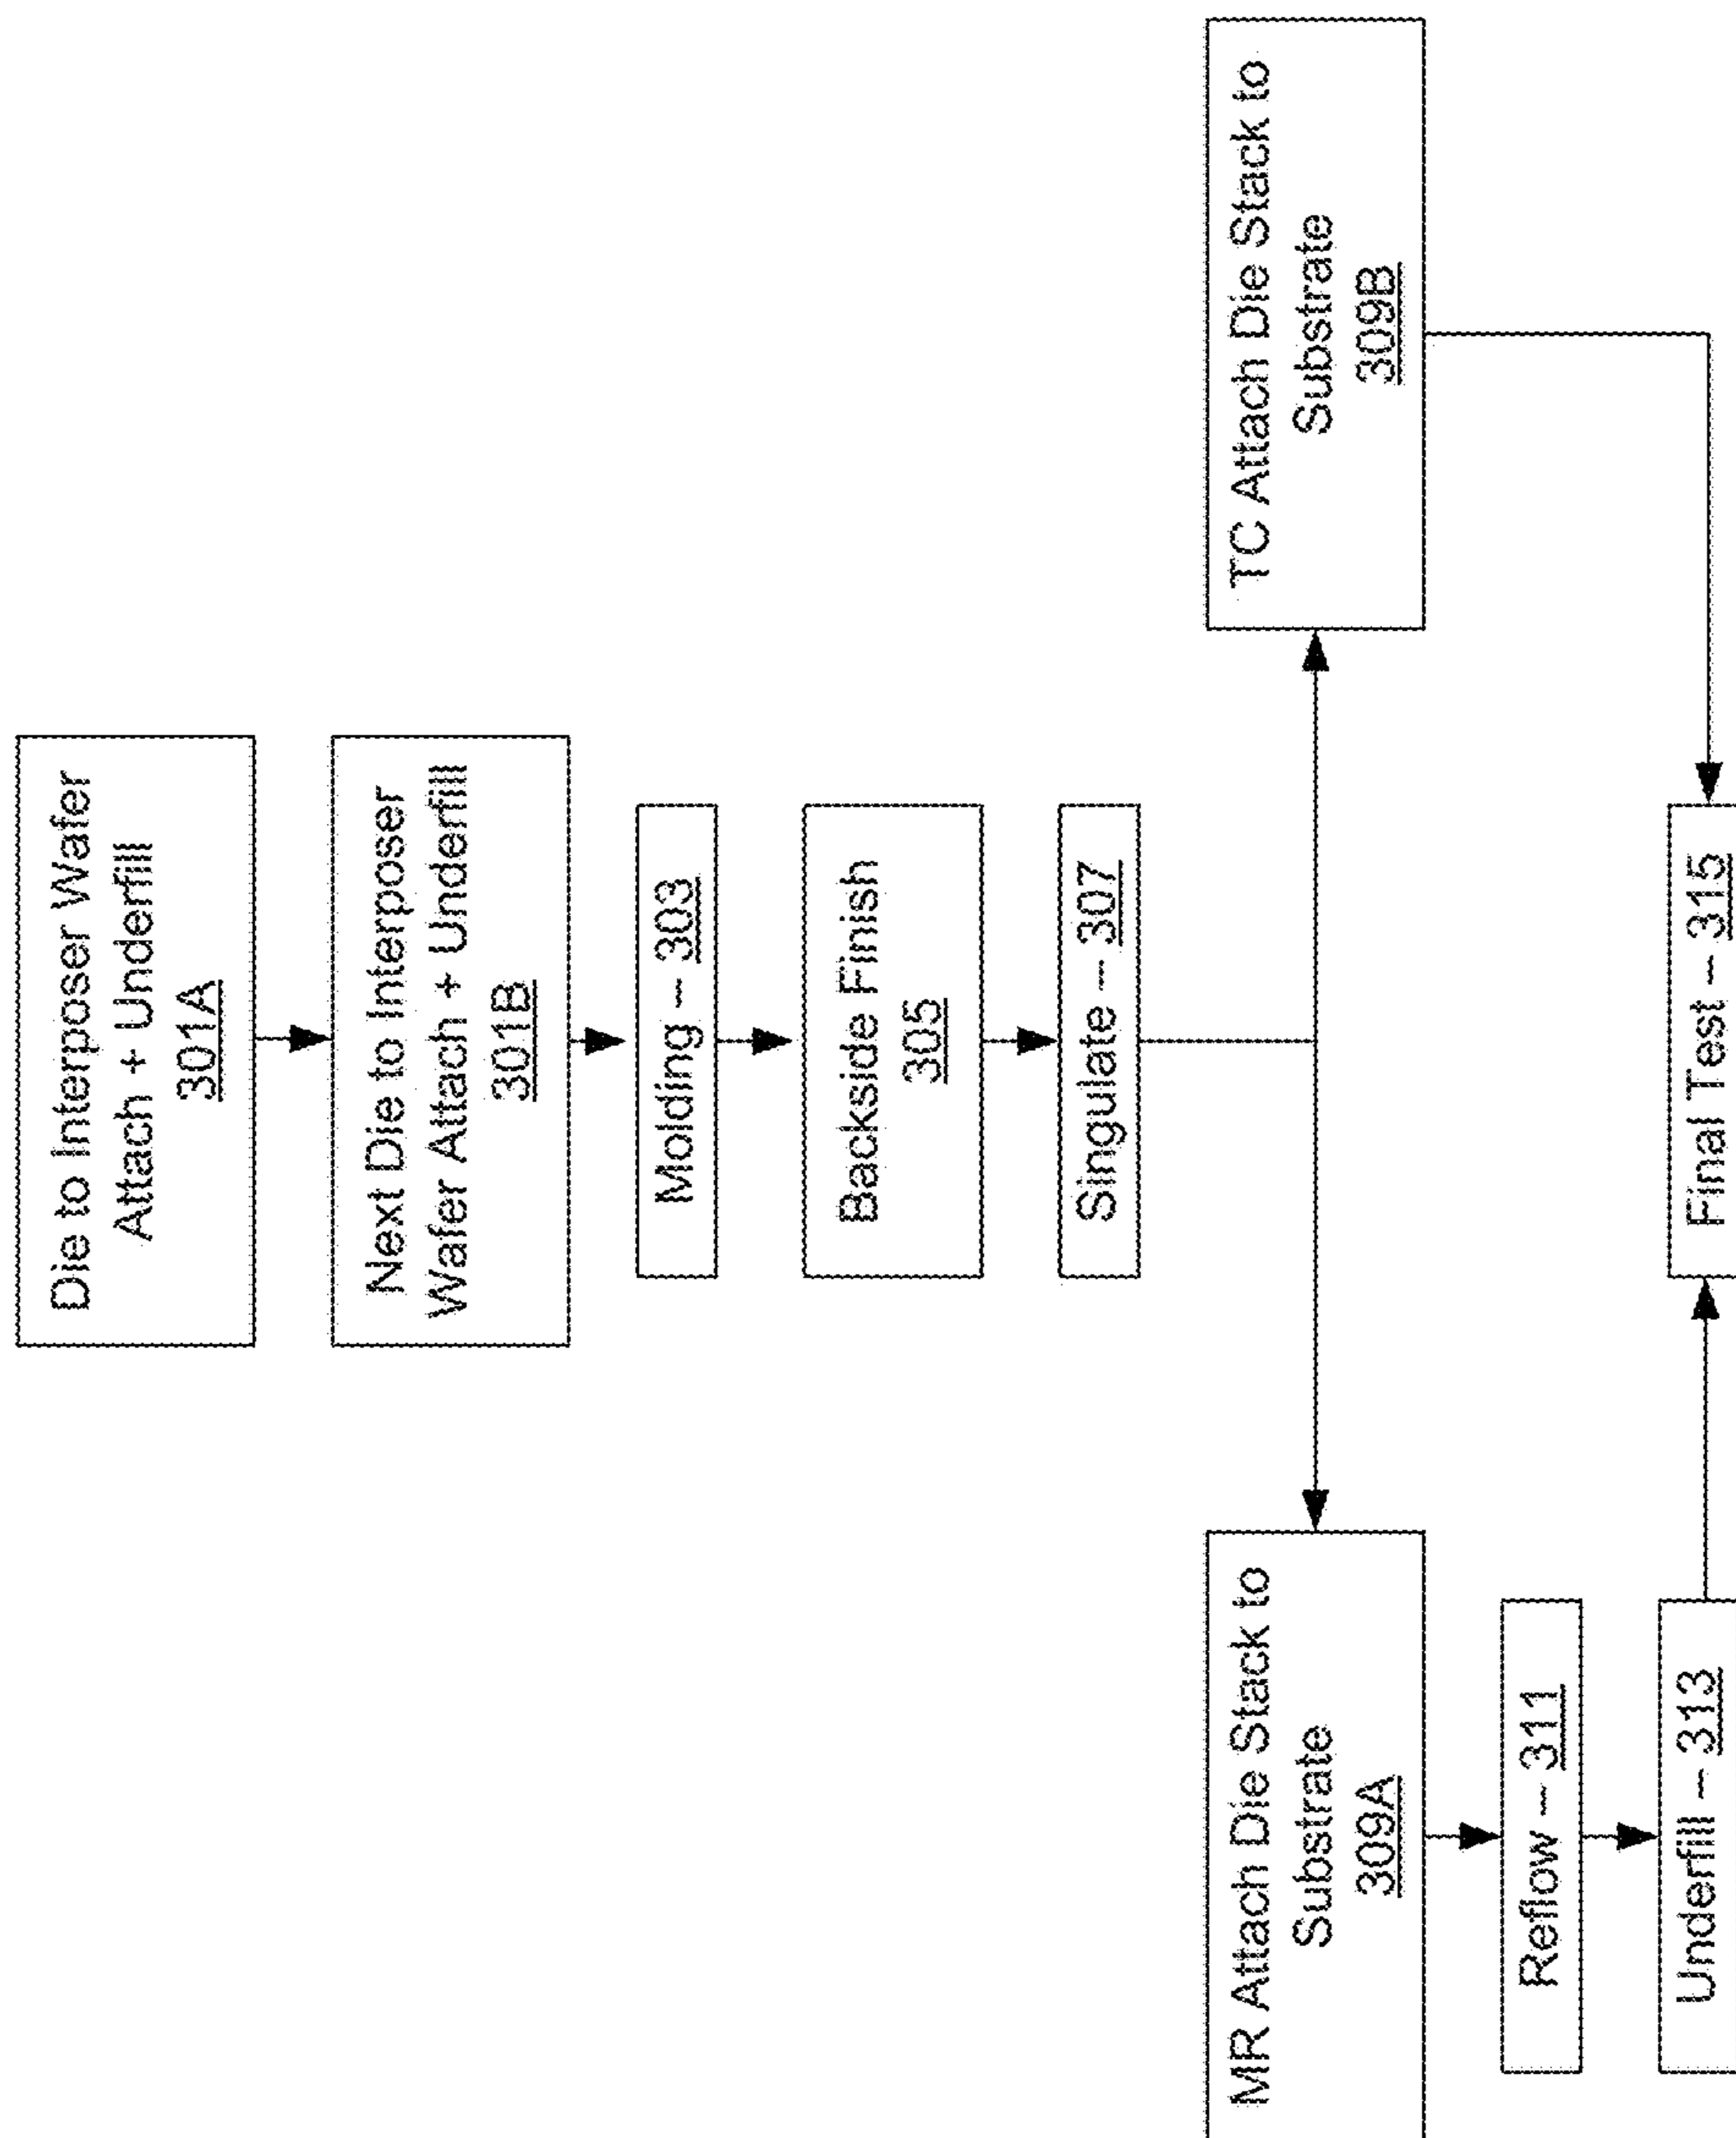 Die to Interposer Wafer
Attach + Underfill
301A
Next Die to Interposer
Wafer Attach + Underfill
301B
Molding – 303
Backside Finish
305
Singulate – 307
MR Attach Die Stack to
Substrate
309A
TC Attach Die Stack to
Substrate
309B
Reflow – 311
Underfill – 313
Final Test – 315